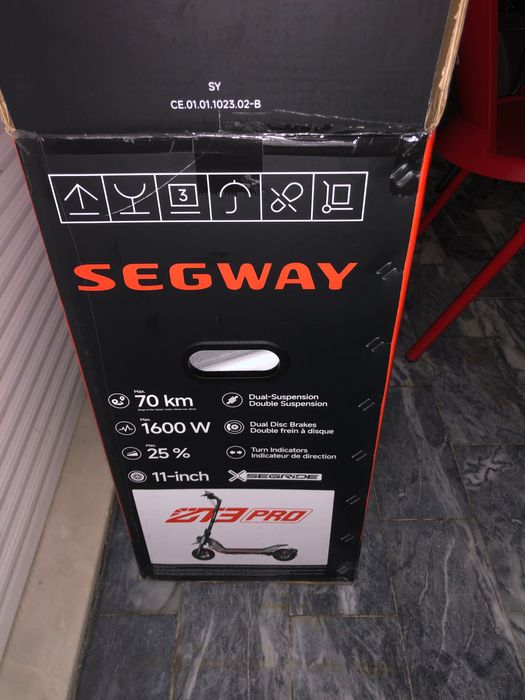 SY
CE.01.01.1023.02-B
3
SEGWAY
Max.
70 km
Max.
1600 W
Max.
25 %
11-inch
Dual-Suspension
Double Suspension
Dual Disc Brakes
Double frein à disque
Turn Indicators
Indicateur de direction
SEGRIDE
ZT3 PRO